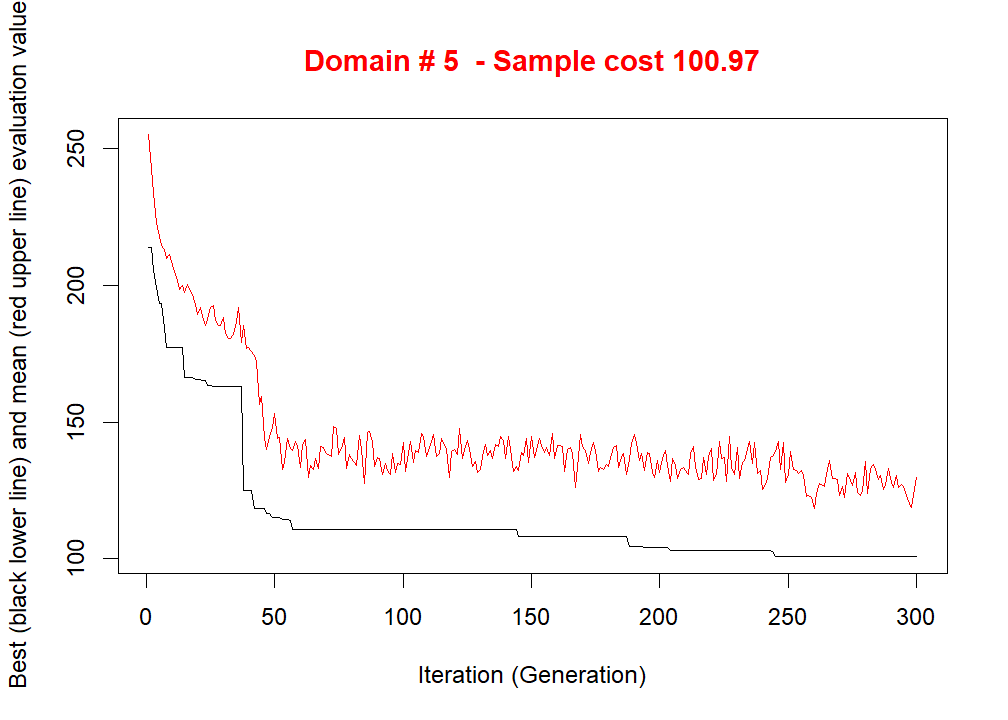 Domain # 5  - Sample cost 100.97
Best (black lower line) and mean (red upper line) evaluation value
250
200
150
100
0 50 100 150 200 250 300
Iteration (Generation)